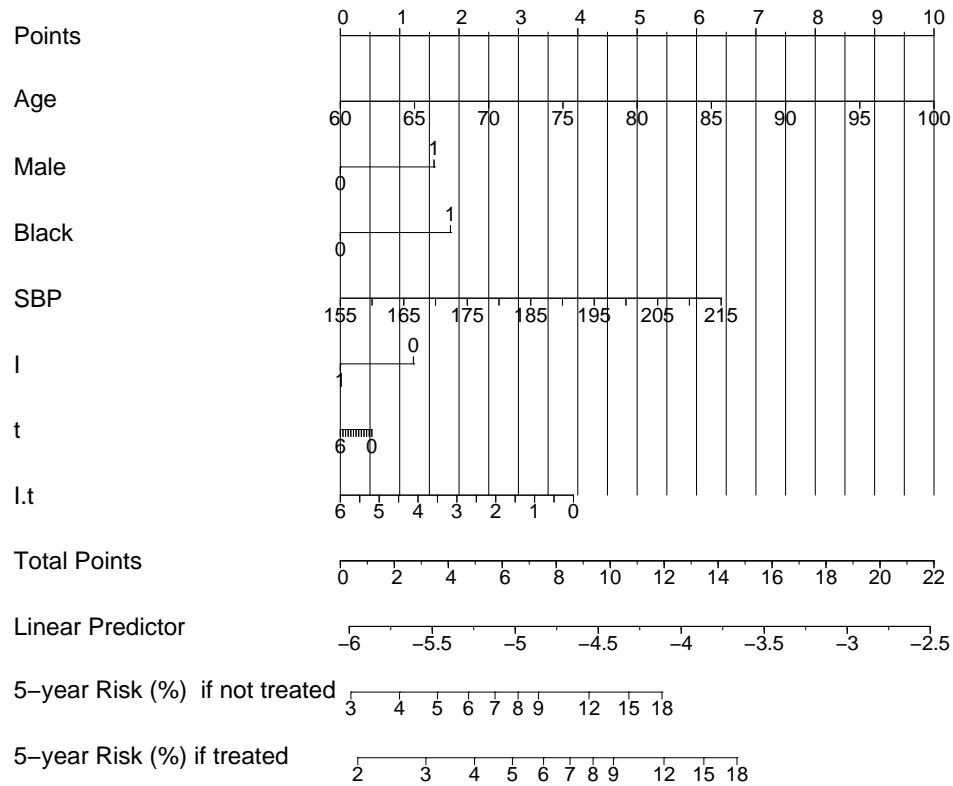 Points 0 1 2 3 4 5 6 7 8 9 10
Age 60 65 70 75 80 85 90 95 100
Male 0 1
Black 0 1
SBP 155 165 175 185 195 205 215
I 1 0
t 6 0
I.t 6 5 4 3 2 1 0
Total Points 0 2 4 6 8 10 12 14 16 18 20 22
Linear Predictor −6 −5.5 −5 −4.5 −4 −3.5 −3 −2.5
5−year Risk (%) if not treated 3 4 5 6 7 8 9 12 15 18
5−year Risk (%) if treated 2 3 4 5 6 7 8 9 12 15 18